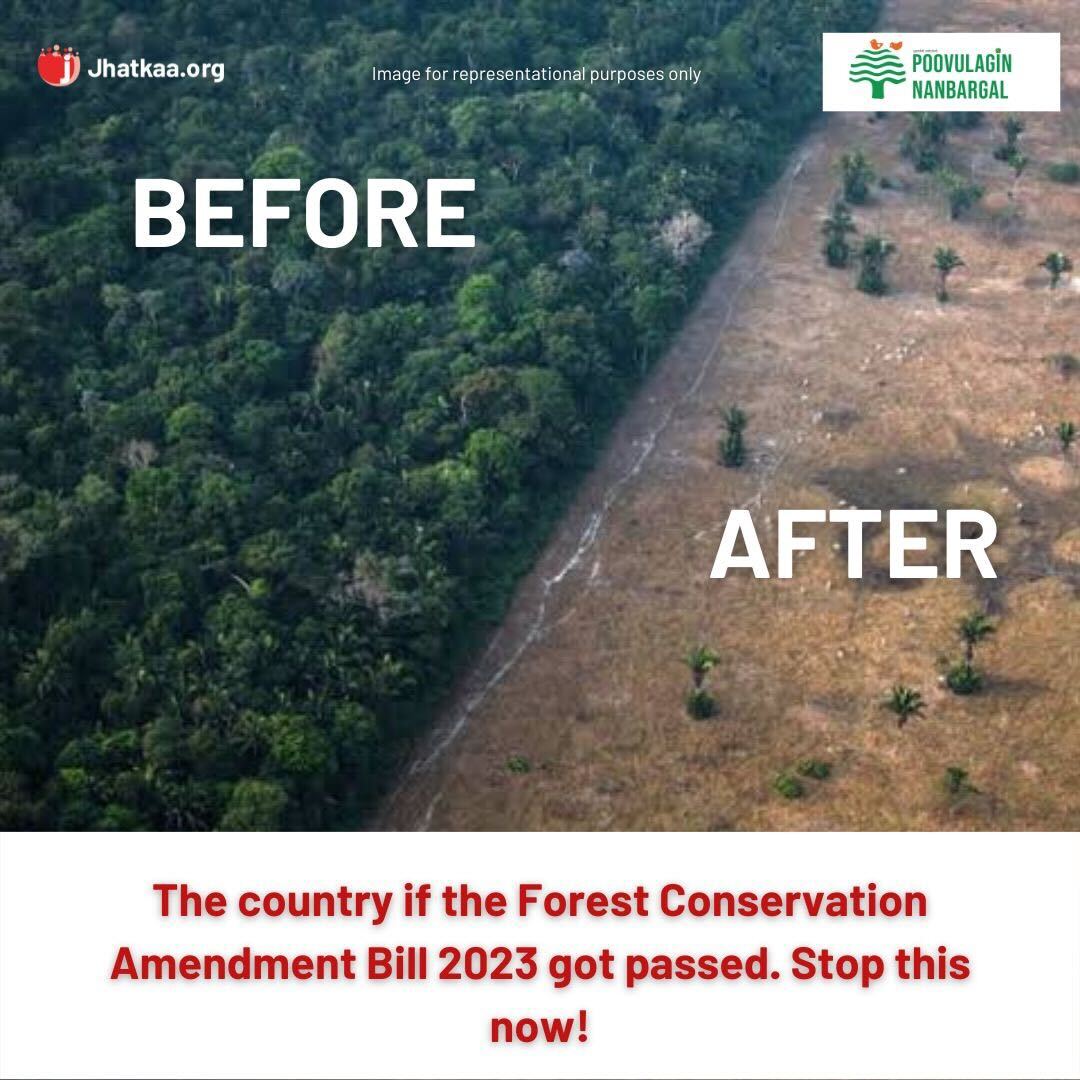 Jhatkaa.org
Image for representational purposes only
POOVULAGIN
NANBARGAL
BEFORE
AFTER
The country if the Forest Conservation
Amendment Bill 2023 got passed. Stop this
now!